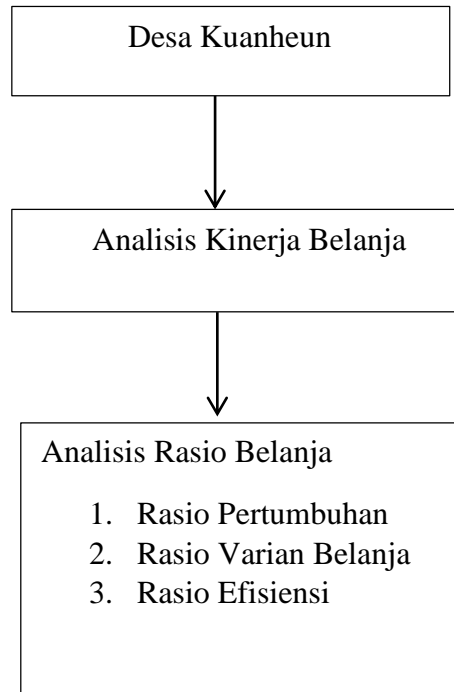 Desa Kuanheun
Analisis Kinerja Belanja
Analisis Rasio Belanja
1. Rasio Pertumbuhan
2. Rasio Varian Belanja
3. Rasio Efisiensi